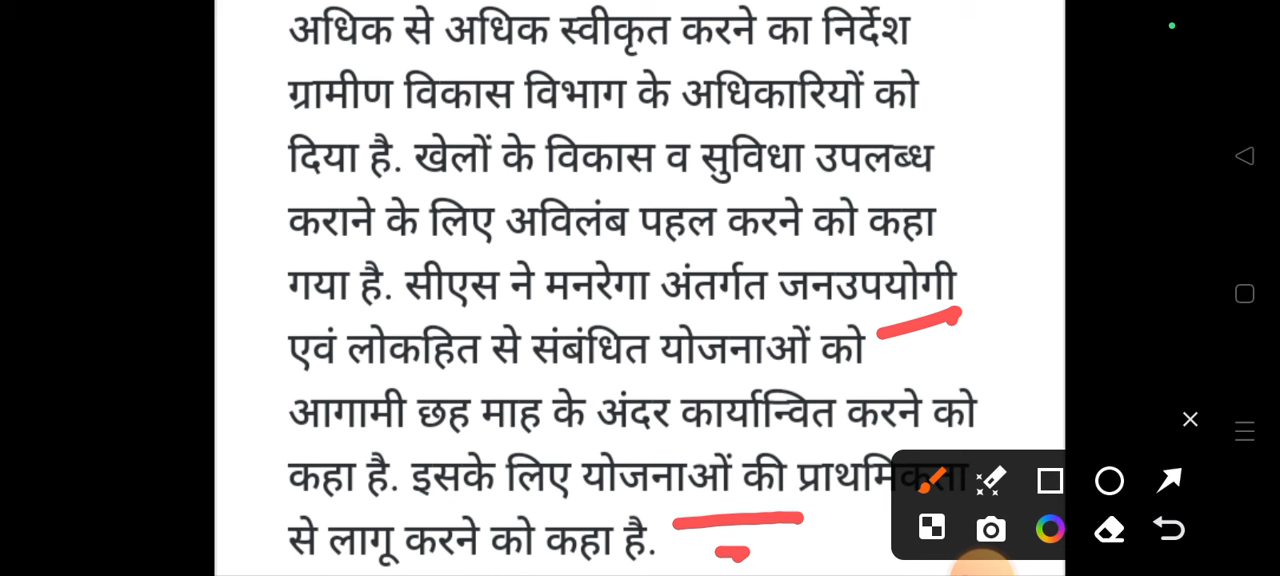 अधिक से अधिक स्वीकृत करने का निर्देश
ग्रामीण विकास विभाग के अधिकारियों को
दिया है. खेलों के विकास व सुविधा उपलब्ध
कराने के लिए अविलंब पहल करने को कहा
गया है. सीएस ने मनरेगा अंतर्गत जनउपयोगी
एवं लोकहित से संबंधित योजनाओं को
आगामी छह माह के अंदर कार्यान्वित करने को
कहा है. इसके लिए योजनाओं की प्राथमिकता
से लागू करने को कहा है.